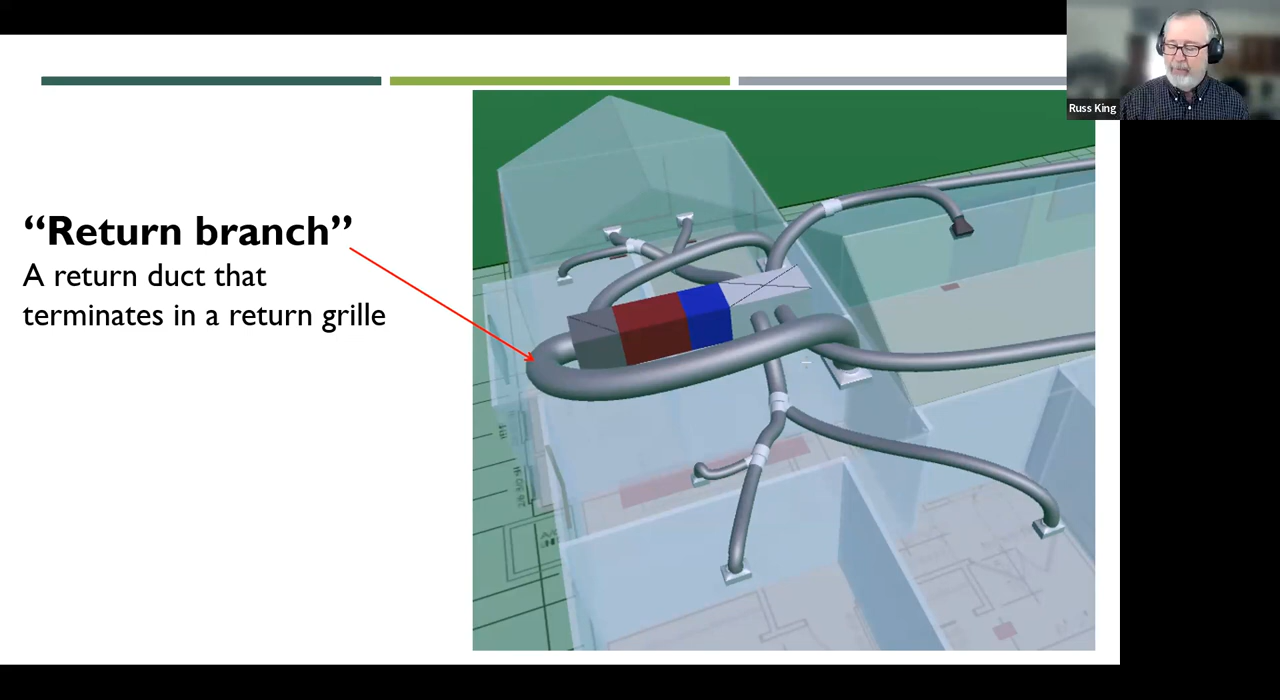 Russ King
“Return branch”
A return duct that
terminates in a return grille